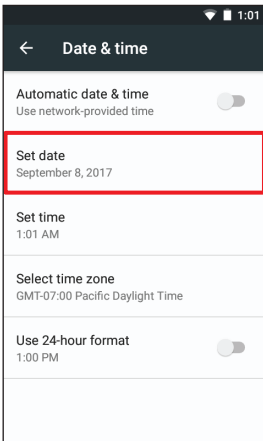 1:01
Date & time
Automatic date & time
Use network-provided time
Set date
September 8, 2017
Set time
1:01 AM
Select time zone
GMT-07:00 Pacific Daylight Time
Use 24-hour format
1:00 PM